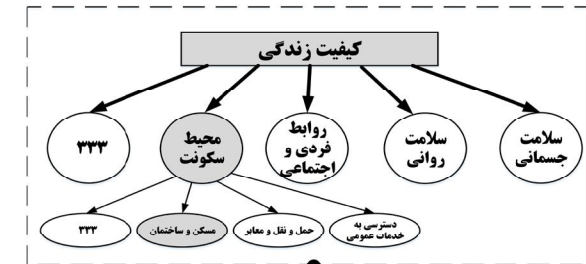 کیفیت زندگی
سلامت
جسمانی
سلامت
روانی
روابط
فردی و
اجتماعی
محیط
سکونت
۳۳۳
دسترسی به
خدمات عمومی
حمل و نقل و معابر
مسکن و ساختمان
۳۳۳